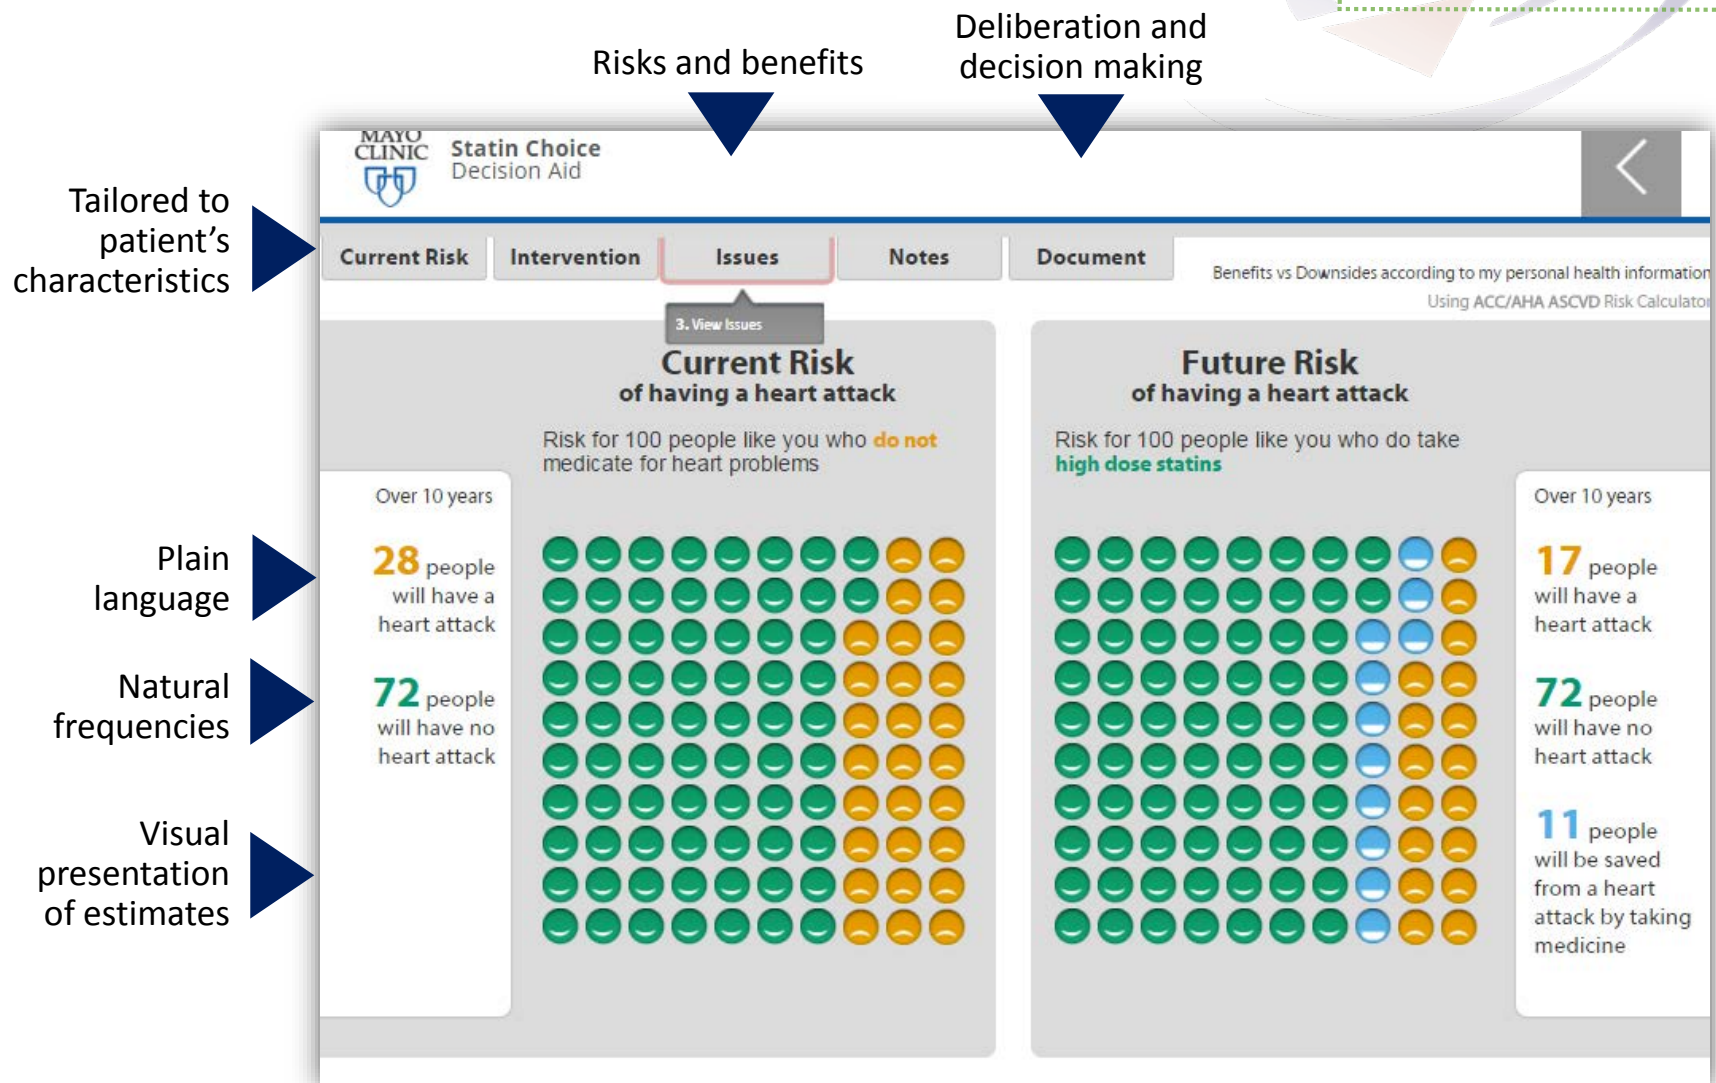 Risks and benefits
Deliberation and
decision making
Tailored to
patient's
characteristics
Plain
language
Natural
frequencies
Visual
presentation
of estimates
MAYO
CLINIC
Statin Choice
Decision Aid
Current Risk
Intervention
Issues
Notes
Document
3. View Issues
Benefits vs Downsides according to my personal health information
Using ACC/AHA ASCVD Risk Calculator
Current Risk
of having a heart attack
Risk for 100 people like you who do not
medicate for heart problems
Over 10 years
28 people
will have a
heart attack
72 people
will have no
heart attack
Future Risk
of having a heart attack
Risk for 100 people like you who do take
high dose statins
Over 10 years
17 people
will have a
heart attack
72 people
will have no
heart attack
11 people
will be saved
from a heart
attack by taking
medicine